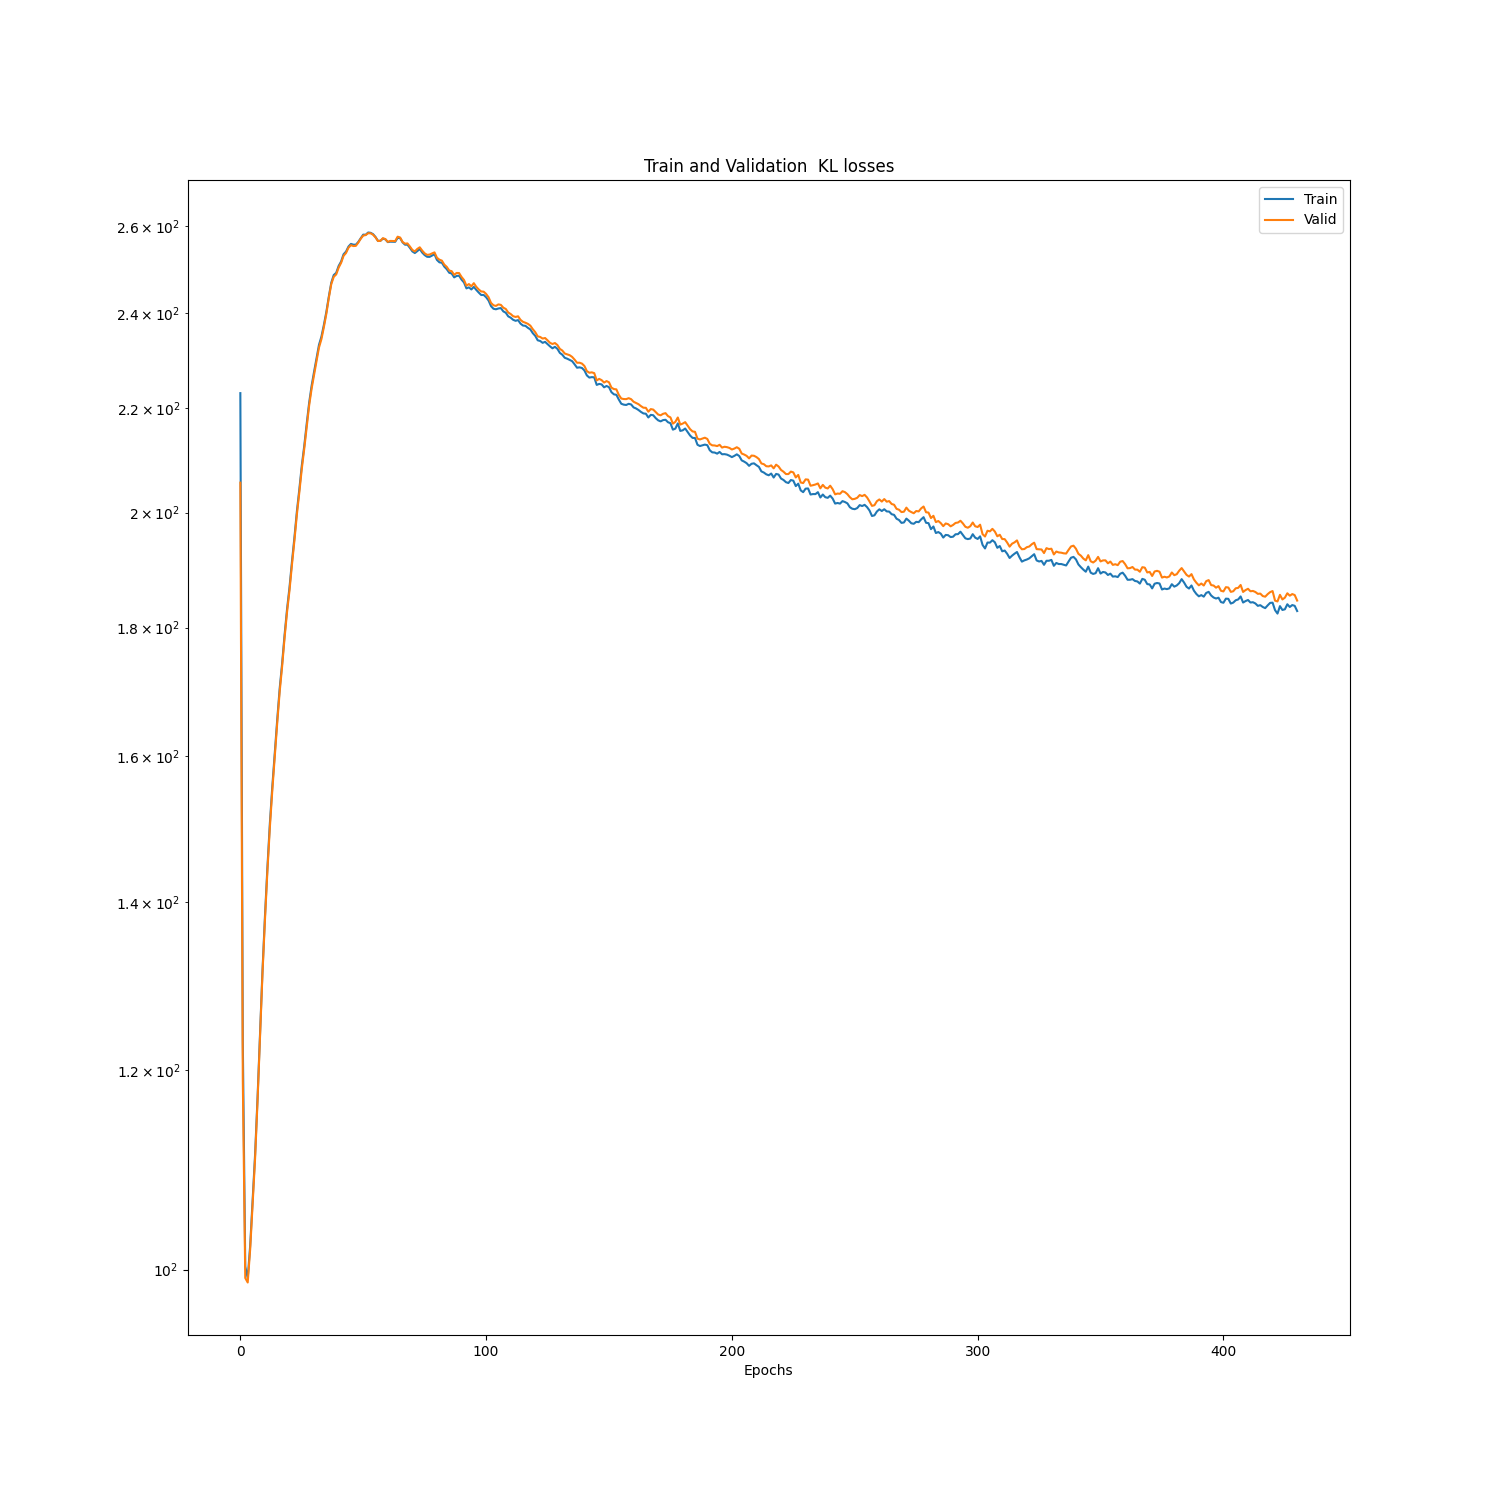 Train and Validation  KL losses
Train
Valid
2.6 × 10²
2.4 × 10²
2.2 × 10²
2 × 10²
1.8 × 10²
1.6 × 10²
1.4 × 10²
1.2 × 10²
10²
0 100 200 300 400
Epochs